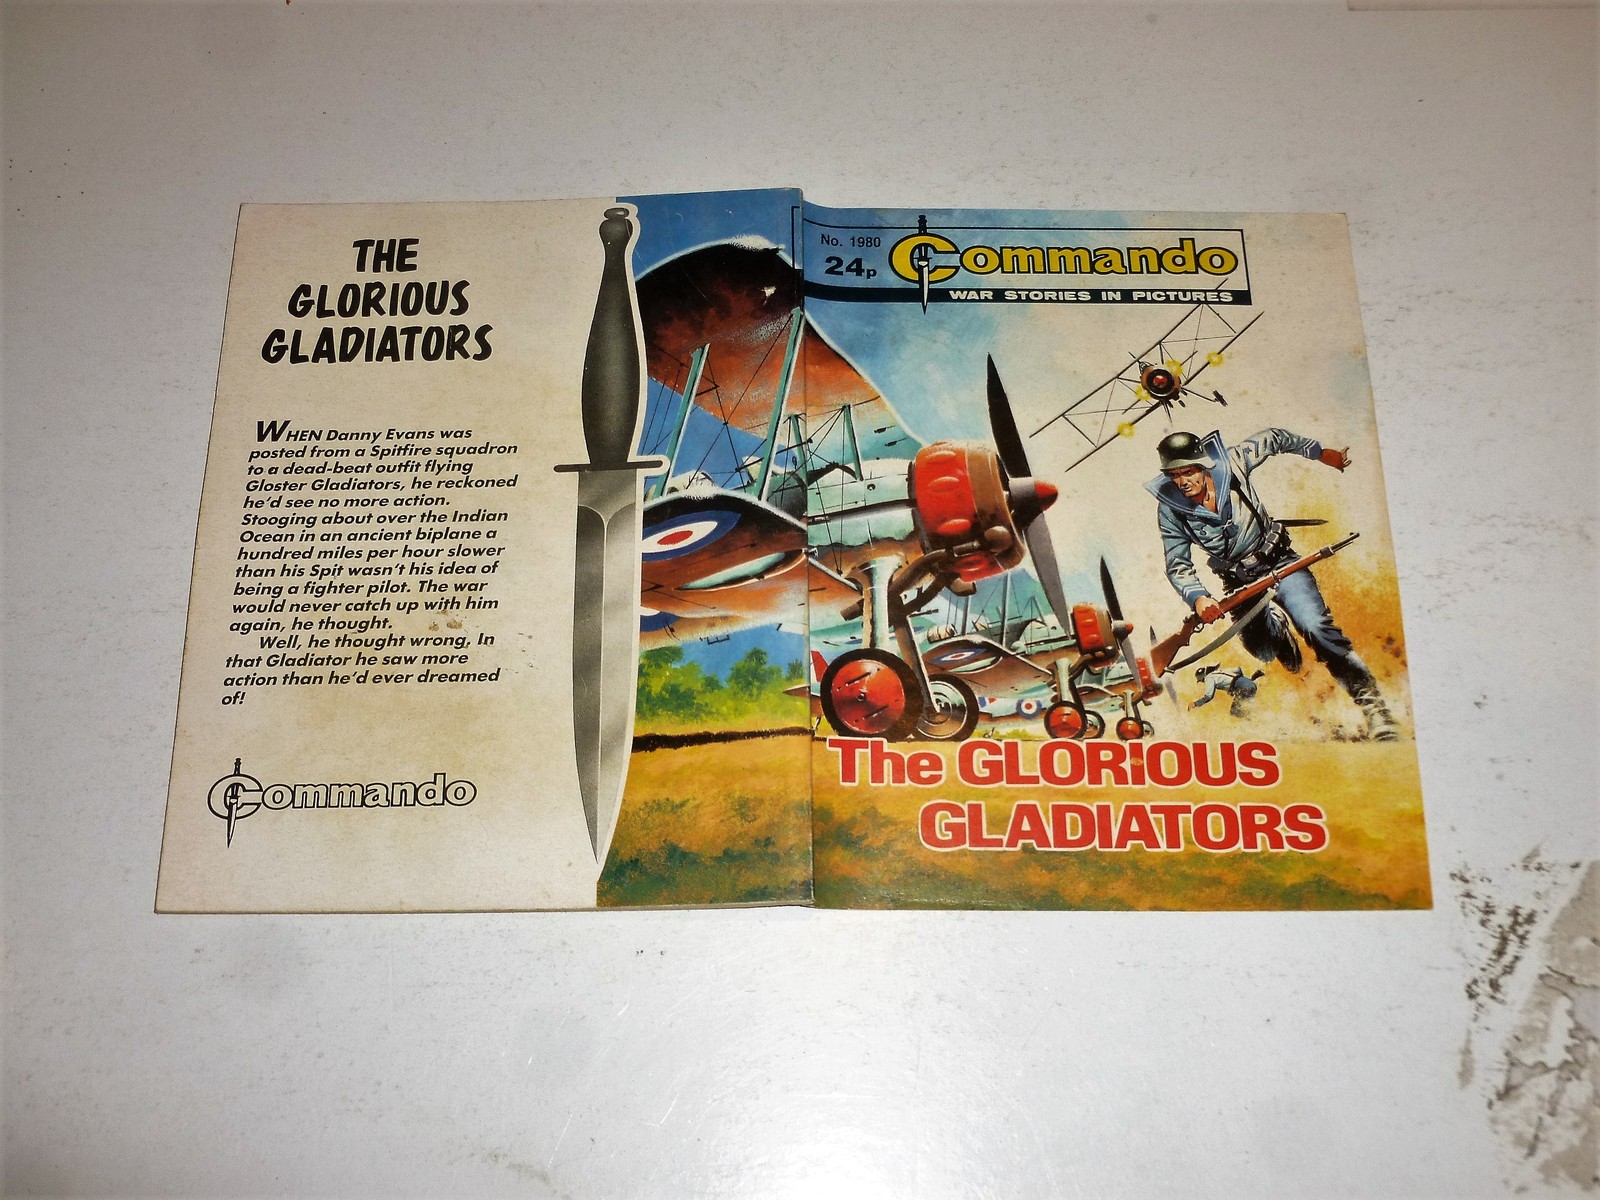 THE
GLORIOUS
GLADIATORS
WHEN Danny Evans was
posted from a Spitfire squadron
to a dead-beat outfit flying
Gloster Gladiators, he reckoned
he'd see no more action.
Stooging about over the Indian
Ocean in an ancient biplane a
hundred miles per hour slower
than his Spit wasn't his idea of
being a fighter pilot. The war
would never catch up with him
again, he thought.
Well, he thought wrong. In
that Gladiator he saw more
action than he'd ever dreamed
of!
Commando
No. 1980
24p
Commando
WAR STORIES IN PICTURES
The GLORIOUS
GLADIATORS